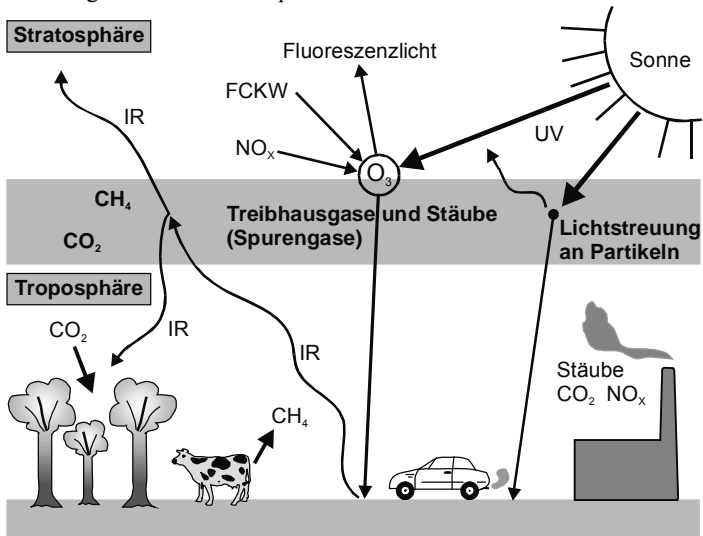 Stratosphäre
Fluoreszenzlicht
Sonne
FCKW
IR
UV
NOₓ
O₃
CH₄
Treibhausgase und Stäube
(Spurengase)
Lichtstreuung
an Partikeln
CO₂
Troposphäre
CO₂
IR
IR
Stäube
CO₂ NOₓ
CH₄